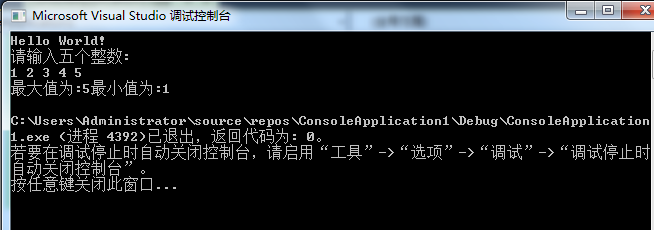 Microsoft Visual Studio 调试控制台
Hello World!
请输入五个整数:
1 2 3 4 5
最大值为:5最小值为:1
C:\Users\Administrator\source\repos\ConsoleApplication1\Debug\ConsoleApplication
1.exe (进程 4392)已退出，返回代码为: 0。
若要在调试停止时自动关闭控制台，请启用“工具”->“选项”->“调试”->“调试停止时
自动关闭控制台”。
按任意键关闭此窗口...